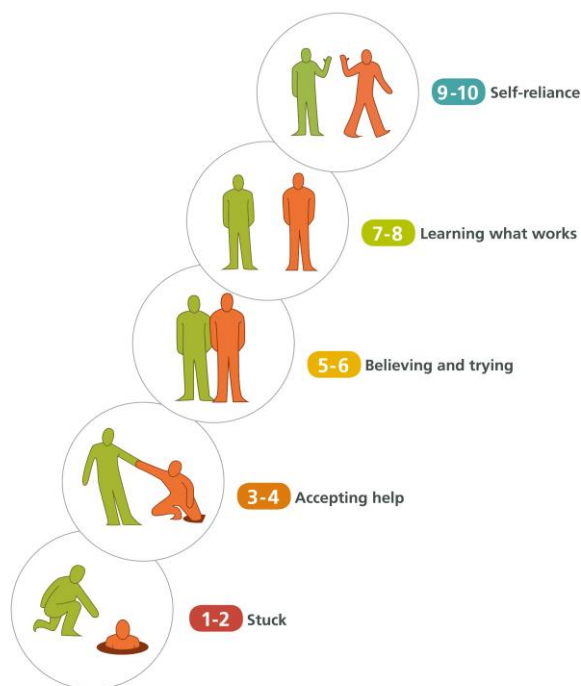 9-10 Self-reliance
7-8 Learning what works
5-6 Believing and trying
3-4 Accepting help
1-2 Stuck